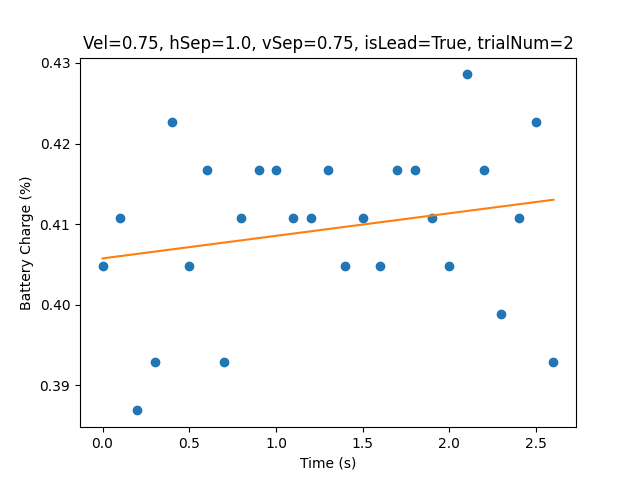 Vel=0.75, hSep=1.0, vSep=0.75, isLead=True, trialNum=2
0.43
0.42
0.41
0.40
0.39
Battery Charge (%)
0.0 0.5 1.0 1.5 2.0 2.5
Time (s)